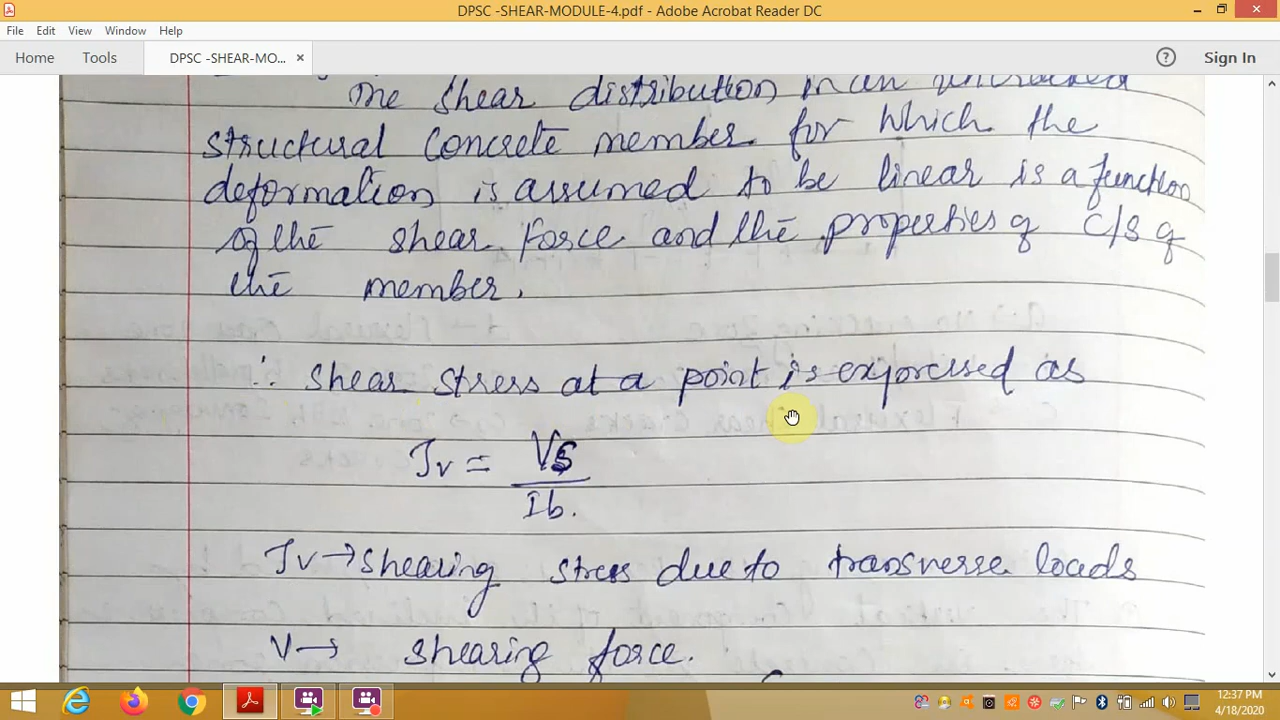 DPSC -SHEAR-MODULE-4.pdf - Adobe Acrobat Reader DC
File Edit View Window Help
Home Tools DPSC -SHEAR-MO... × Sign In
The shear distribution in an uncracked
structural concrete member for which the
deformation is assumed to be linear is a function
of the shear force and the properties of C/S of
the member.
∴ Shear stress at a point is exporcised as
τv = VS
Ib.
τv → shearing stress due to transverse loads
V → shearing force.
12:37 PM
4/18/2020